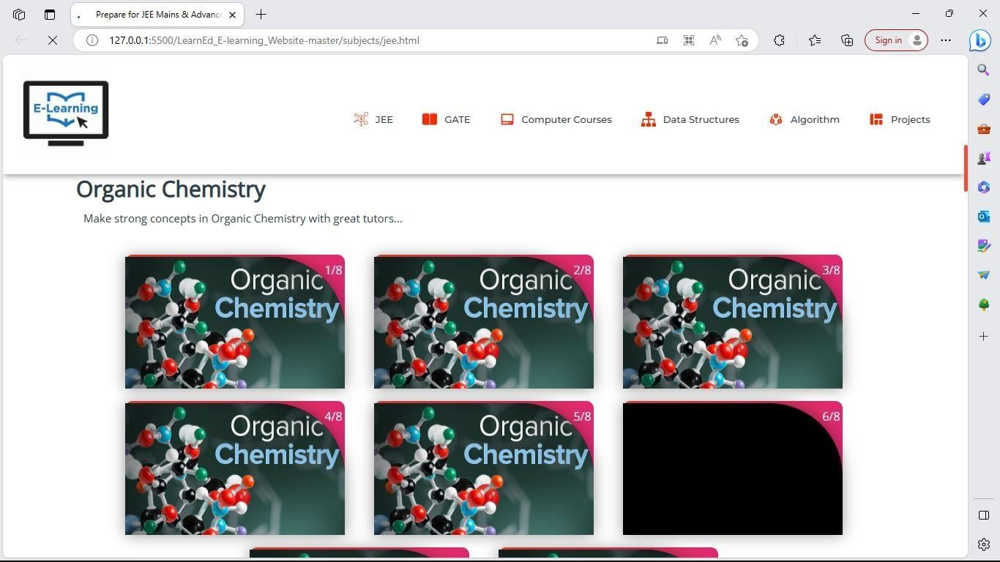 Prepare for JEE Mains & Advance
127.0.0.1:5500/LearnEd_E-learning_Website-master/subjects/jee.html
Sign in
E-Learning
JEE
GATE
Computer Courses
Data Structures
Algorithm
Projects
Organic Chemistry
Make strong concepts in Organic Chemistry with great tutors...
1/8
Organic
Chemistry
2/8
Organic
Chemistry
3/8
Organic
Chemistry
4/8
Organic
Chemistry
5/8
Organic
Chemistry
6/8